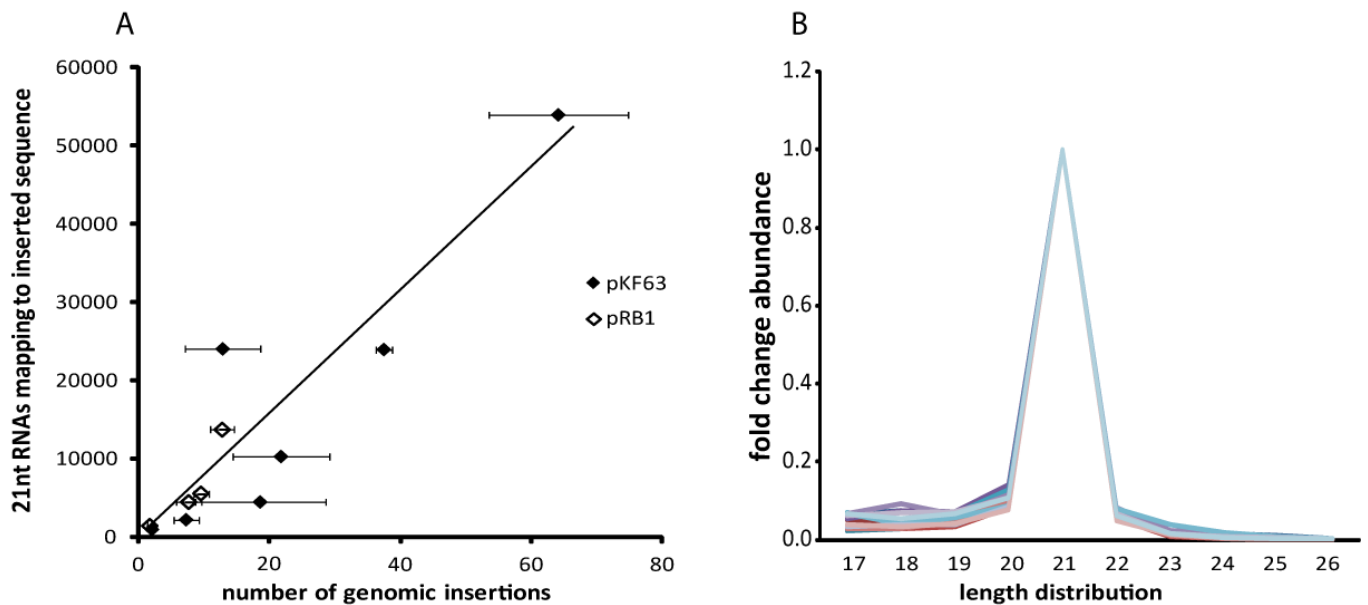 A
21nt RNAs mapping to inserted sequence
60000
50000
40000
30000
20000
10000
0
0 20 40 60 80
number of genomic insertions
pKF63
pRB1
B
fold change abundance
1.2
1.0
0.8
0.6
0.4
0.2
0.0
17 18 19 20 21 22 23 24 25 26
length distribution